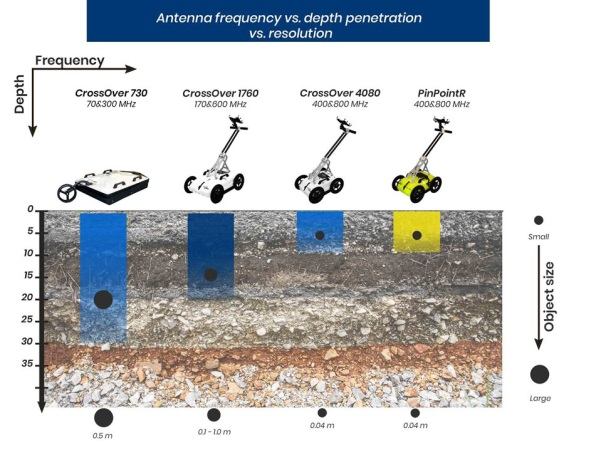 Antenna frequency vs. depth penetration
vs. resolution
Frequency
Depth
CrossOver 730
70&300 MHz
CrossOver 1760
170&600 MHz
CrossOver 4080
400&800 MHz
PinPointR
400&800 MHz
0
5
10
15
20
25
30
35
Small
Object size
Large
0.5 m
0.1 - 1.0 m
0.04 m
0.04 m